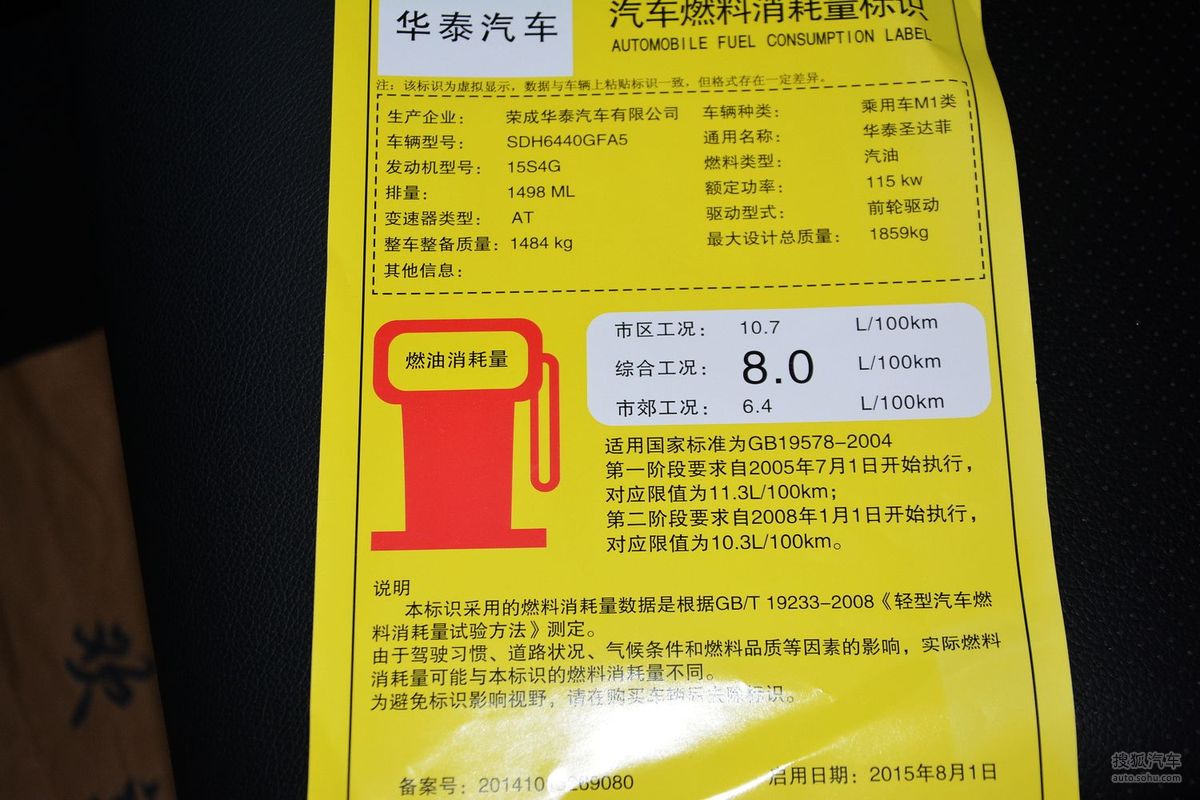 华泰汽车
汽车燃料消耗量标识
AUTOMOBILE FUEL CONSUMPTION LABEL
注：该标识为虚拟显示，数据与车辆上粘贴标识一致，但格式存在一定差异。
生产企业： 荣成华泰汽车有限公司 车辆种类： 乘用车M1类
车辆型号： SDH6440GFA5 通用名称： 华泰圣达菲
发动机型号： 15S4G 燃料类型： 汽油
排量： 1498 ML 额定功率： 115 kw
变速器类型： AT 驱动型式： 前轮驱动
整车整备质量： 1484 kg 最大设计总质量： 1859kg
其他信息：
燃油消耗量
市区工况： 10.7 L/100km
综合工况： 8.0 L/100km
市郊工况： 6.4 L/100km
适用国家标准为GB19578-2004
第一阶段要求自2005年7月1日开始执行，
对应限值为11.3L/100km；
第二阶段要求自2008年1月1日开始执行，
对应限值为10.3L/100km。
说明
本标识采用的燃料消耗量数据是根据GB/T 19233-2008《轻型汽车燃
料消耗量试验方法》测定。
由于驾驶习惯、道路状况、气候条件和燃料品质等因素的影响，实际燃料
消耗量可能与本标识的燃料消耗量不同。
为避免标识影响视野，请在购买车辆后去除标识。
备案号： 启用日期： 2015年8月1日
搜狐汽车
auto.sohu.com